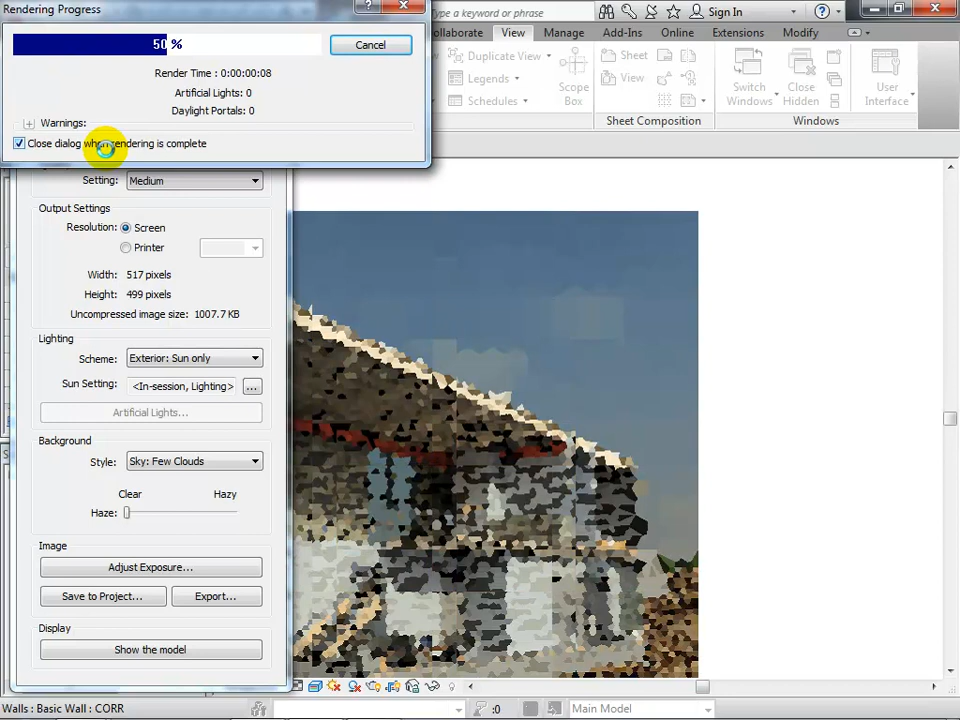 Rendering Progress
?
Type a keyword or phrase
Sign In
?
50 %
Cancel
Render Time : 0:00:00:08
Artificial Lights: 0
Daylight Portals: 0
Warnings:
Close dialog when rendering is complete
ollaborate
View
Manage
Add-Ins
Online
Extensions
Modify
Duplicate View
Legends
Schedules
Scope
Box
Sheet
View
Switch
Windows
Close
Hidden
User
Interface
Sheet Composition
Windows
Setting:
Medium
Output Settings
Resolution:
Screen
Printer
Width:
517 pixels
Height:
499 pixels
Uncompressed image size:
1007.7 KB
Lighting
Scheme:
Exterior: Sun only
Sun Setting:
<In-session, Lighting>
...
Artificial Lights...
Background
Style:
Sky: Few Clouds
Clear
Hazy
Haze:
Image
Adjust Exposure...
Save to Project...
Export...
Display
Show the model
Walls : Basic Wall : CORR
:0
Main Model